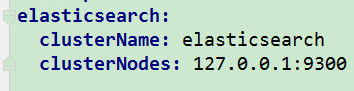 elasticsearch:
  clusterName: elasticsearch
  clusterNodes: 127.0.0.1:9300